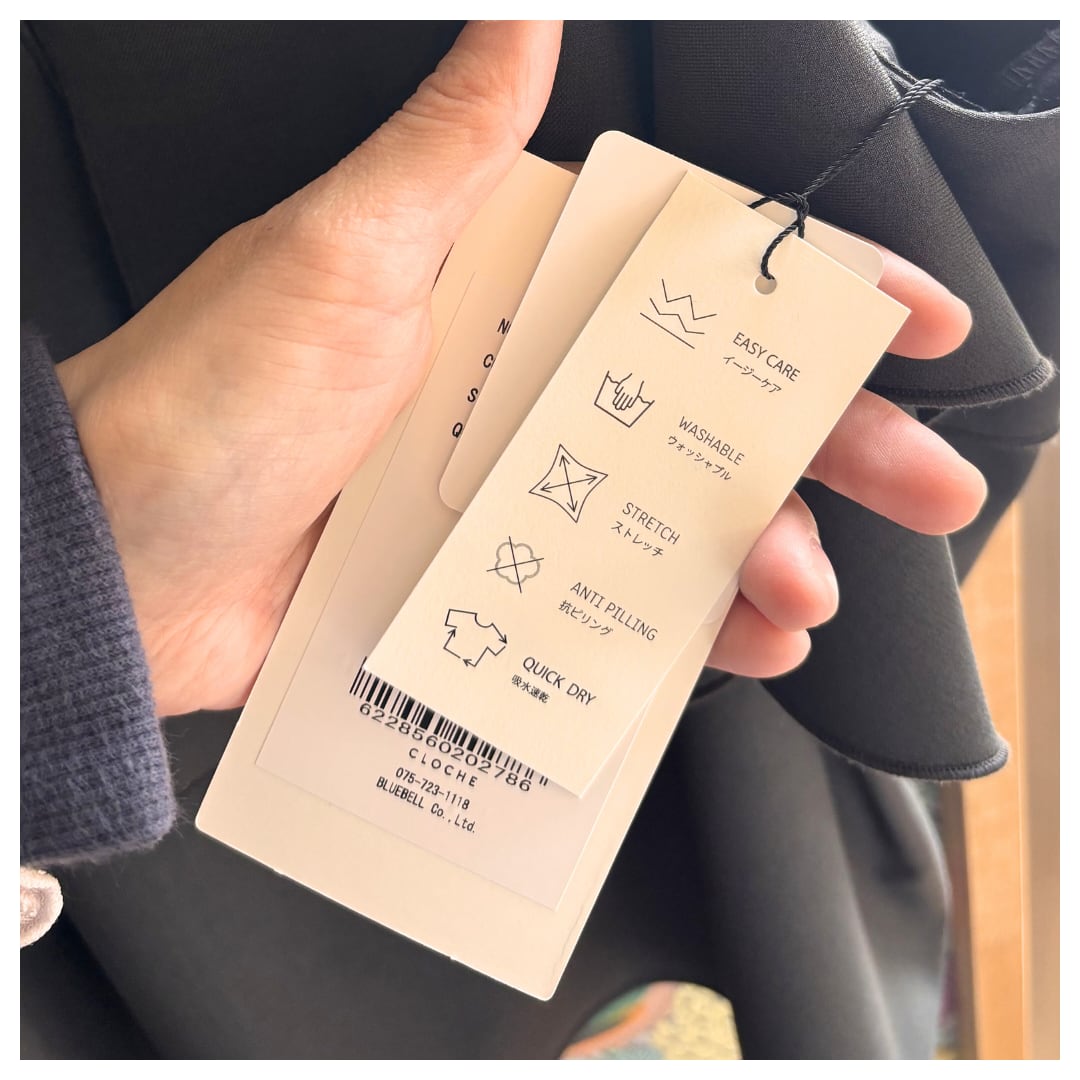 EASY CARE
イージーケア
WASHABLE
ウォッシャブル
STRETCH
ストレッチ
ANTI PILLING
抗ピリング
QUICK DRY
吸水速乾
6228560202786
CLOCHE
075-723-1118
BLUEBELL Co.,Ltd.